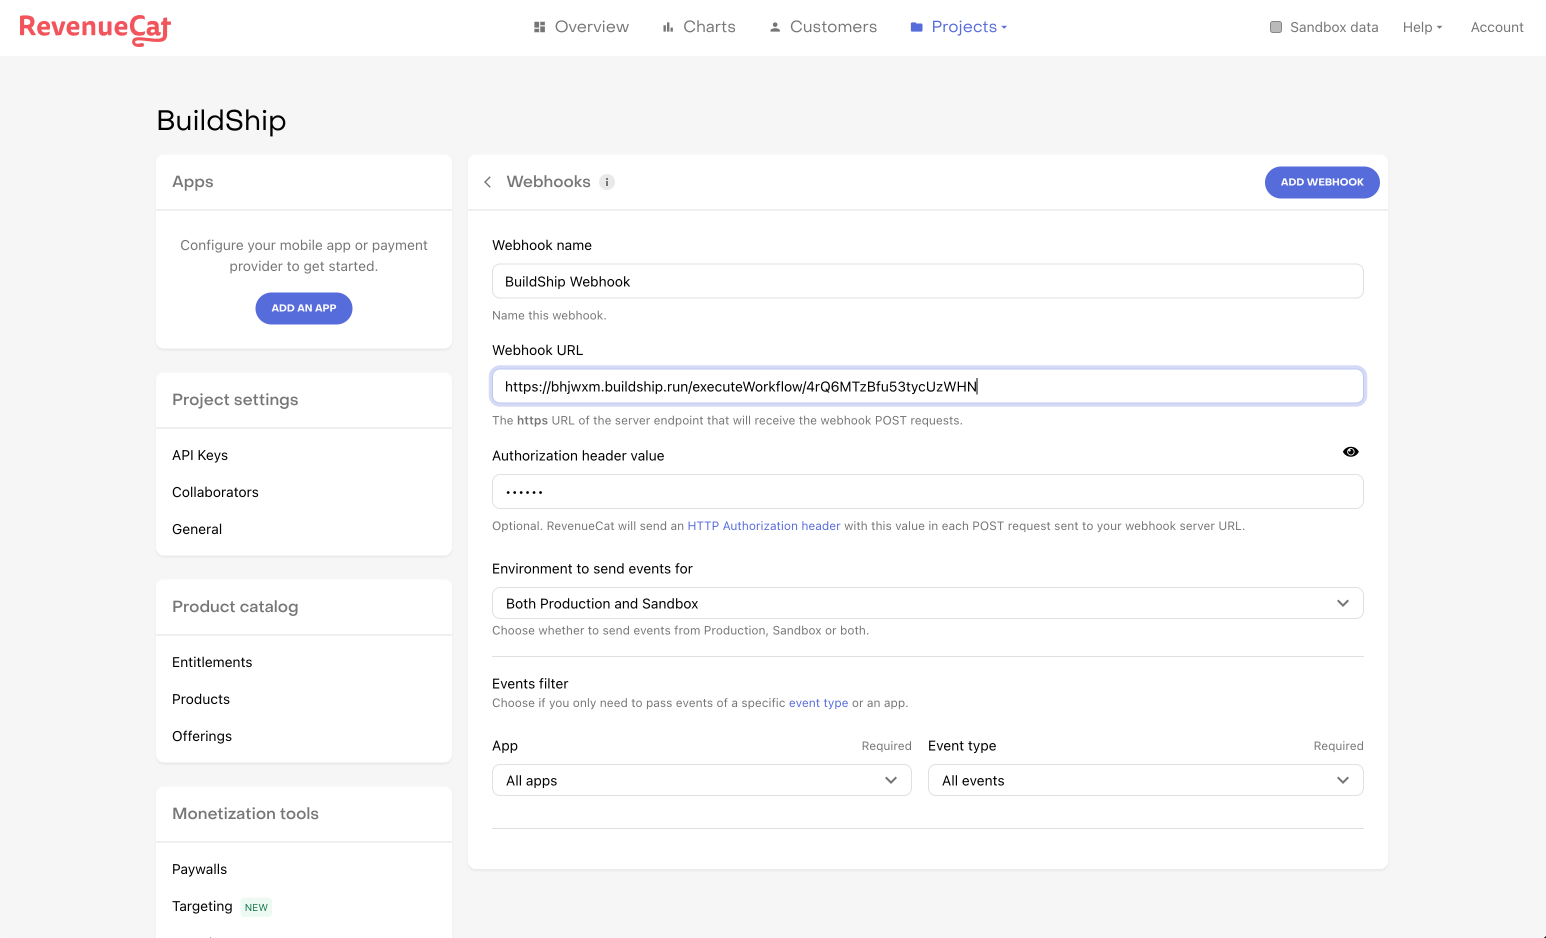 RevenueCat
Overview
Charts
Customers
Projects
Sandbox data
Help
Account
BuildShip
Apps
Configure your mobile app or payment
provider to get started.
ADD AN APP
Project settings
API Keys
Collaborators
General
Product catalog
Entitlements
Products
Offerings
Monetization tools
Paywalls
Targeting NEW
Webhooks i
ADD WEBHOOK
Webhook name
BuildShip Webhook
Name this webhook.
Webhook URL
https://bhjwxm.buildship.run/executeWorkflow/4rQ6MTzBfu53tycUzWHN
The https URL of the server endpoint that will receive the webhook POST requests.
Authorization header value
••••••
Optional. RevenueCat will send an HTTP Authorization header with this value in each POST request sent to your webhook server URL.
Environment to send events for
Both Production and Sandbox
Choose whether to send events from Production, Sandbox or both.
Events filter
Choose if you only need to pass events of a specific event type or an app.
App Required
All apps
Event type Required
All events